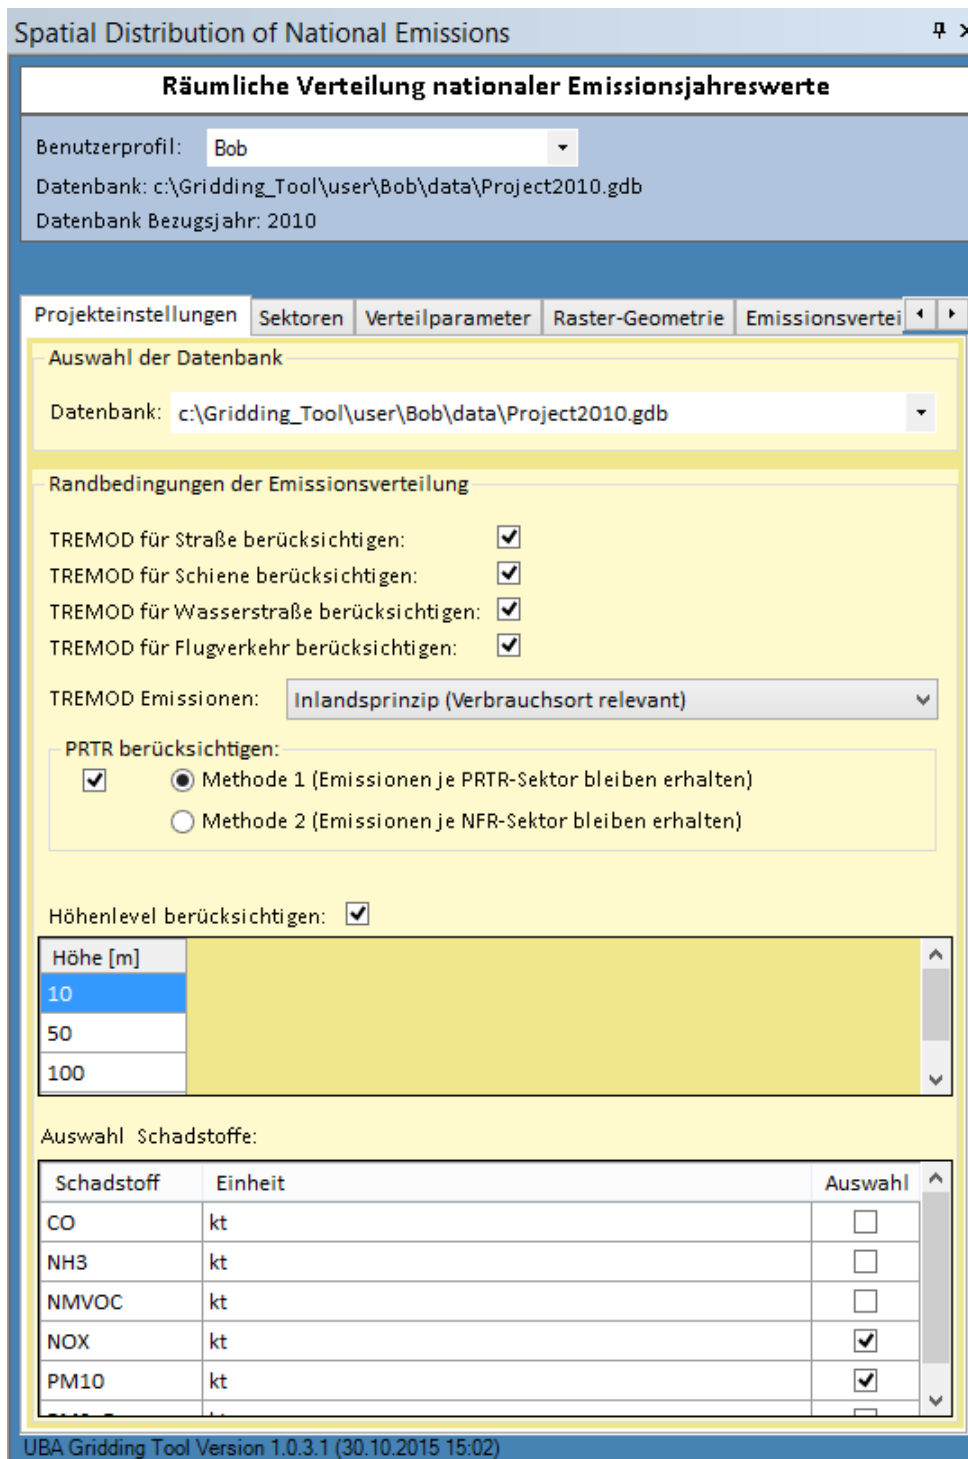 Spatial Distribution of National Emissions
Räumliche Verteilung nationaler Emissionsjahreswerte
Benutzerprofil: Bob
Datenbank: c:\Gridding_Tool\user\Bob\data\Project2010.gdb
Datenbank Bezugsjahr: 2010
Projekteinstellungen Sektoren Verteilparameter Raster-Geometrie Emissionsvertei
Auswahl der Datenbank
Datenbank: c:\Gridding_Tool\user\Bob\data\Project2010.gdb
Randbedingungen der Emissionsverteilung
TREMOD für Straße berücksichtigen:
TREMOD für Schiene berücksichtigen:
TREMOD für Wasserstraße berücksichtigen:
TREMOD für Flugverkehr berücksichtigen:
TREMOD Emissionen: Inlandsprinzip (Verbrauchsort relevant)
PRTR berücksichtigen:
Methode 1 (Emissionen je PRTR-Sektor bleiben erhalten)
Methode 2 (Emissionen je NFR-Sektor bleiben erhalten)
Höhenlevel berücksichtigen:
Höhe [m]
10
50
100
Auswahl Schadstoffe:
Schadstoff Einheit Auswahl
CO kt
NH3 kt
NMVOC kt
NOX kt
PM10 kt
UBA Gridding Tool Version 1.0.3.1 (30.10.2015 15:02)